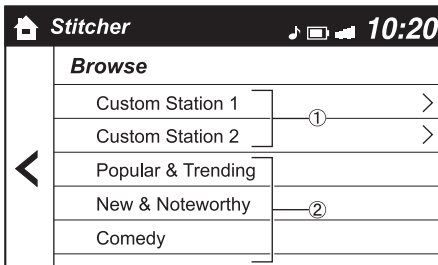 Stitcher 10:20
Browse
Custom Station 1
Custom Station 2
①
Popular & Trending
New & Noteworthy
②
Comedy